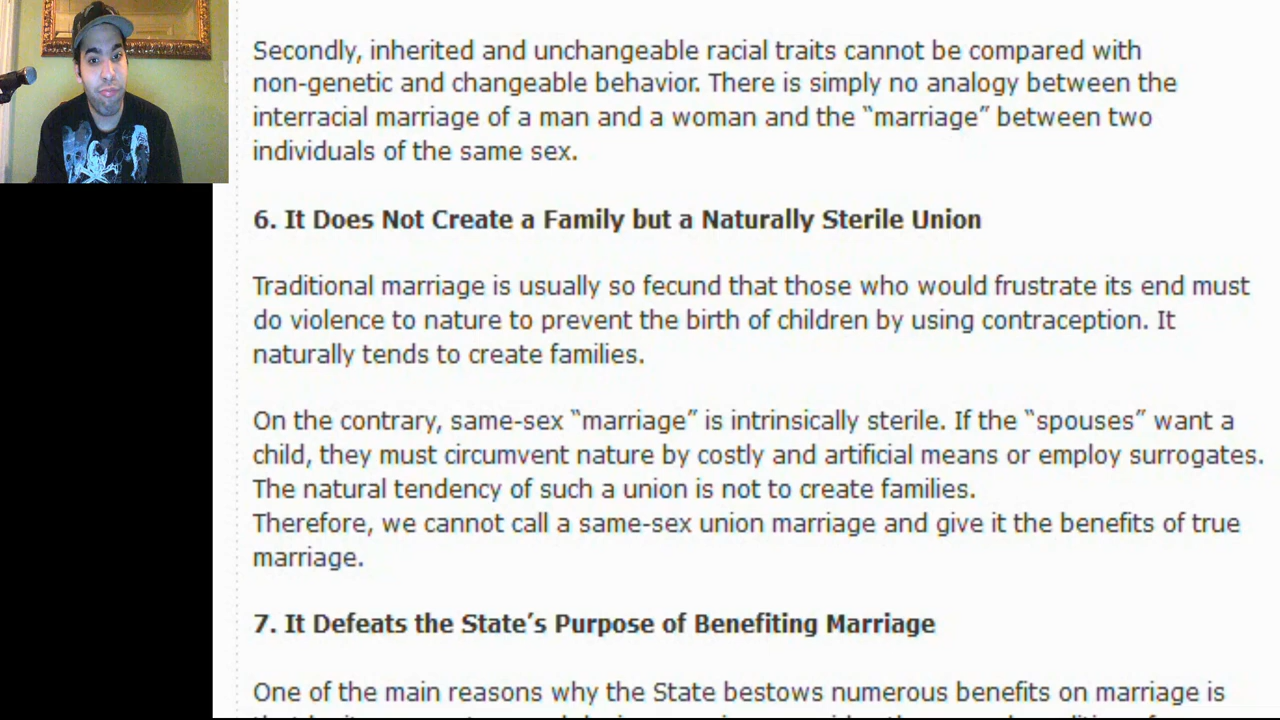 Secondly, inherited and unchangeable racial traits cannot be compared with
non-genetic and changeable behavior. There is simply no analogy between the
interracial marriage of a man and a woman and the “marriage” between two
individuals of the same sex.
6. It Does Not Create a Family but a Naturally Sterile Union
Traditional marriage is usually so fecund that those who would frustrate its end must
do violence to nature to prevent the birth of children by using contraception. It
naturally tends to create families.
On the contrary, same-sex “marriage” is intrinsically sterile. If the “spouses” want a
child, they must circumvent nature by costly and artificial means or employ surrogates.
The natural tendency of such a union is not to create families.
Therefore, we cannot call a same-sex union marriage and give it the benefits of true
marriage.
7. It Defeats the State’s Purpose of Benefiting Marriage
One of the main reasons why the State bestows numerous benefits on marriage is